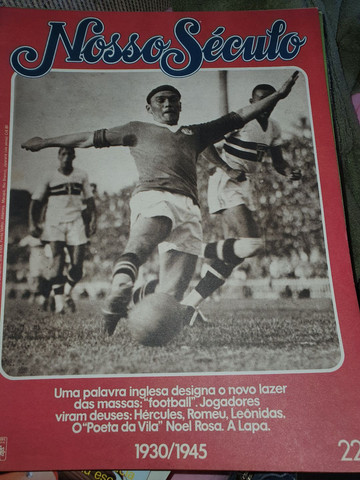 Nosso Século
Uma palavra inglesa designa o novo lazer
das massas: "football". Jogadores
viram deuses: Hércules, Romeu, Leônidas.
O "Poeta da Vila" Noel Rosa. A Lapa.
1930/1945
22